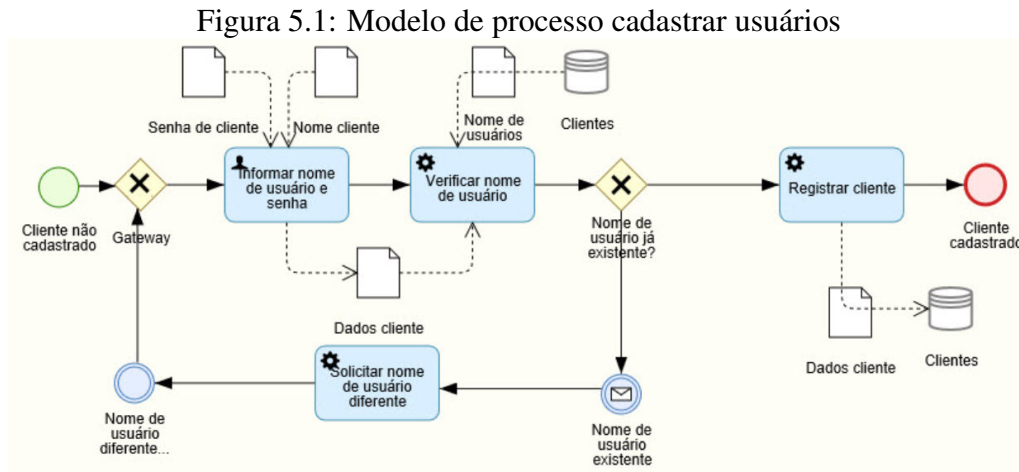 Figura 5.1: Modelo de processo cadastrar usuários
Senha de cliente
Nome cliente
Nome de
usuários
Clientes
Cliente não
cadastrado
Gateway
Informar nome
de usuário e
senha
Verificar nome
de usuário
Nome de
usuário já
existente?
Registrar cliente
Cliente
cadastrado
Dados cliente
Dados cliente
Clientes
Solicitar nome
de usuário
diferente
Nome de
usuário
diferente...
Nome de
usuário
existente